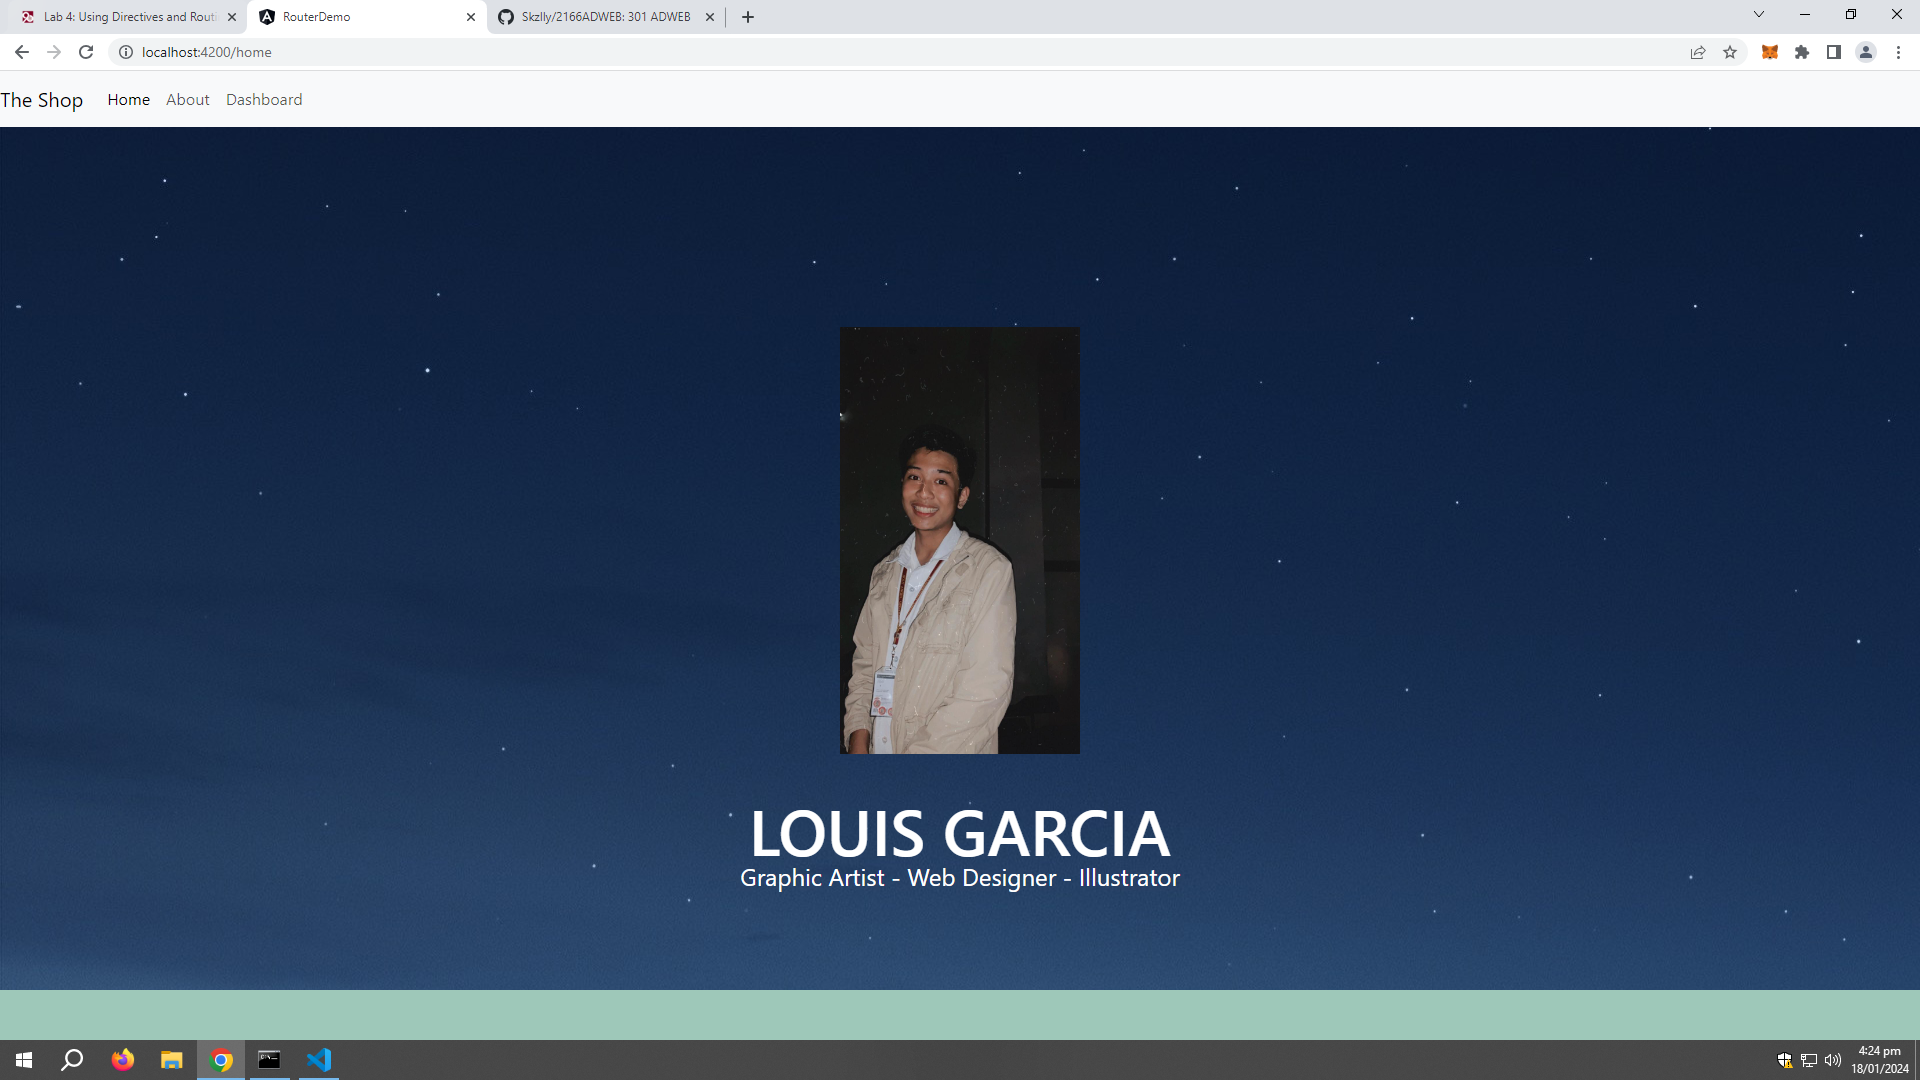 Lab 4: Using Directives and Routi
RouterDemo
Skzlly/2166ADWEB: 301 ADWEB
localhost:4200/home
The Shop
Home
About
Dashboard
LOUIS GARCIA
Graphic Artist - Web Designer - Illustrator
4:24 pm
18/01/2024